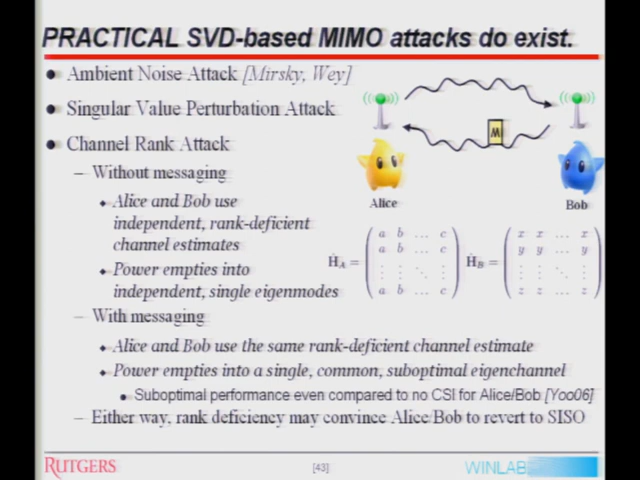 PRACTICAL SVD-based MIMO attacks do exist.
Ambient Noise Attack [Mirsky, Wey]
Singular Value Perturbation Attack
Channel Rank Attack
– Without messaging
Alice and Bob use
independent, rank-deficient
channel estimates
Power empties into
independent, single eigenmodes
– With messaging
Alice and Bob use the same rank-deficient channel estimate
Power empties into a single, common, suboptimal eigenchannel
Suboptimal performance even compared to no CSI for Alice/Bob [Yoo06]
– Either way, rank deficiency may convince Alice/Bob to revert to SISO
Alice
Bob
H_A = ( a b … c
a b … c
⋮ ⋮ ⋱ ⋮
a b … c )
H_B = ( x x … x
y y … y
⋮ ⋮ ⋱ ⋮
z z … z )
RUTGERS
[43]
WINLAB